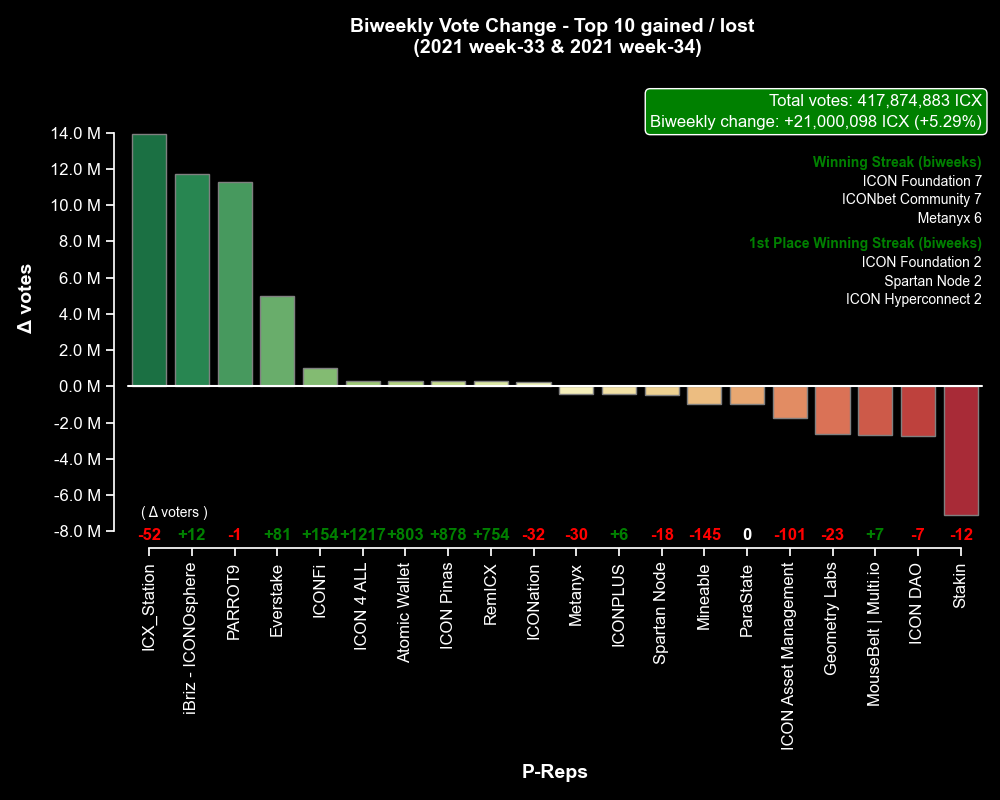 Biweekly Vote Change - Top 10 gained / lost
(2021 week-33 & 2021 week-34)
Total votes: 417,874,883 ICX
Biweekly change: +21,000,098 ICX (+5.29%)
Winning Streak (biweeks)
ICON Foundation 7
ICONbet Community 7
Metanyx 6
1st Place Winning Streak (biweeks)
ICON Foundation 2
Spartan Node 2
ICON Hyperconnect 2
Δ votes
14.0 M
12.0 M
10.0 M
8.0 M
6.0 M
4.0 M
2.0 M
0.0 M
-2.0 M
-4.0 M
-6.0 M
-8.0 M
( Δ voters )
-52 +12 -1 +81 +154 +1217 +803 +878 +754 -32 -30 +6 -18 -145 0 -101 -23 +7 -7 -12
ICX_Station
iBriz - ICONOsphere
PARROT9
Everstake
ICONFi
ICON 4 ALL
Atomic Wallet
ICON Pinas
RemICX
ICONation
Metanyx
ICONPLUS
Spartan Node
Mineable
ParaState
ICON Asset Management
Geometry Labs
MouseBelt | Multi.io
ICON DAO
Stakin
P-Reps